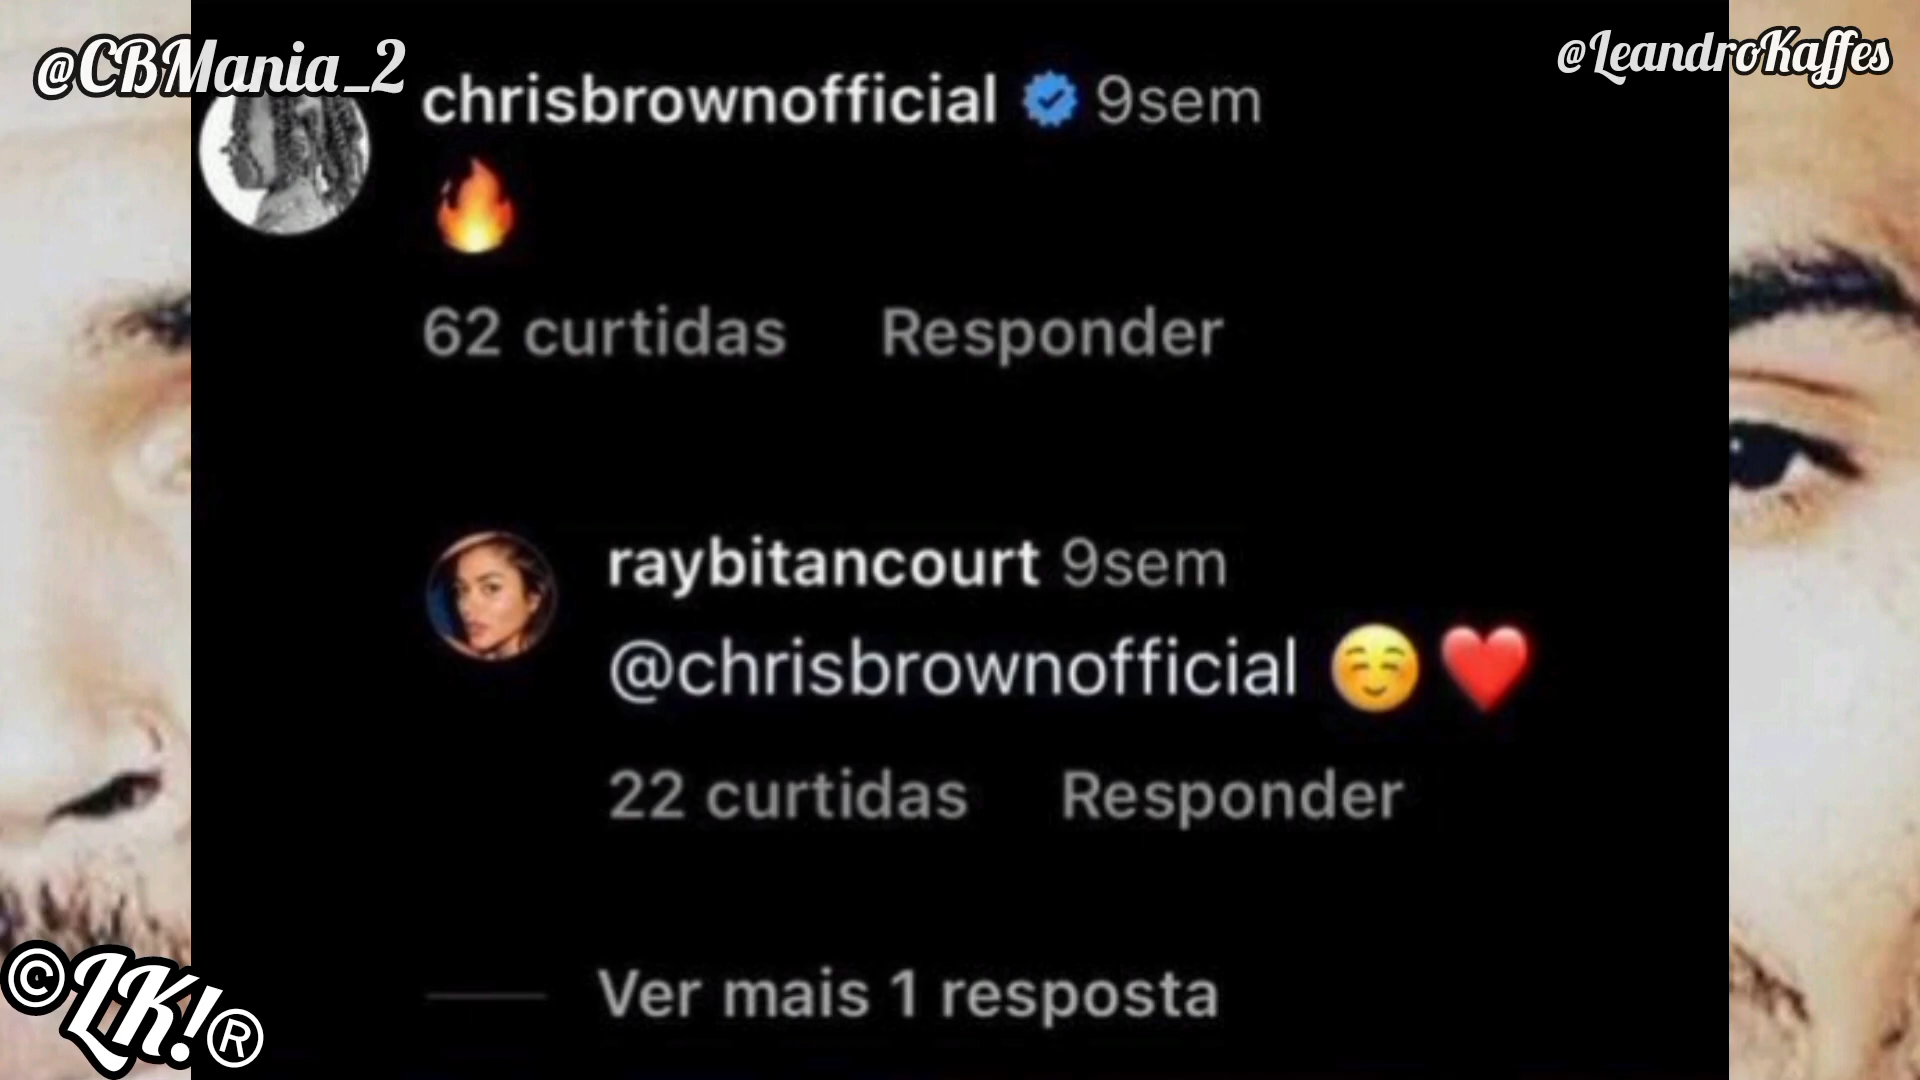 @CBMania_2
@LeandroKaffes
chrisbrownofficial 9sem
🔥
62 curtidas Responder
raybitancourt 9sem
@chrisbrownofficial ☺️❤️
22 curtidas Responder
Ver mais 1 resposta
©LK!®